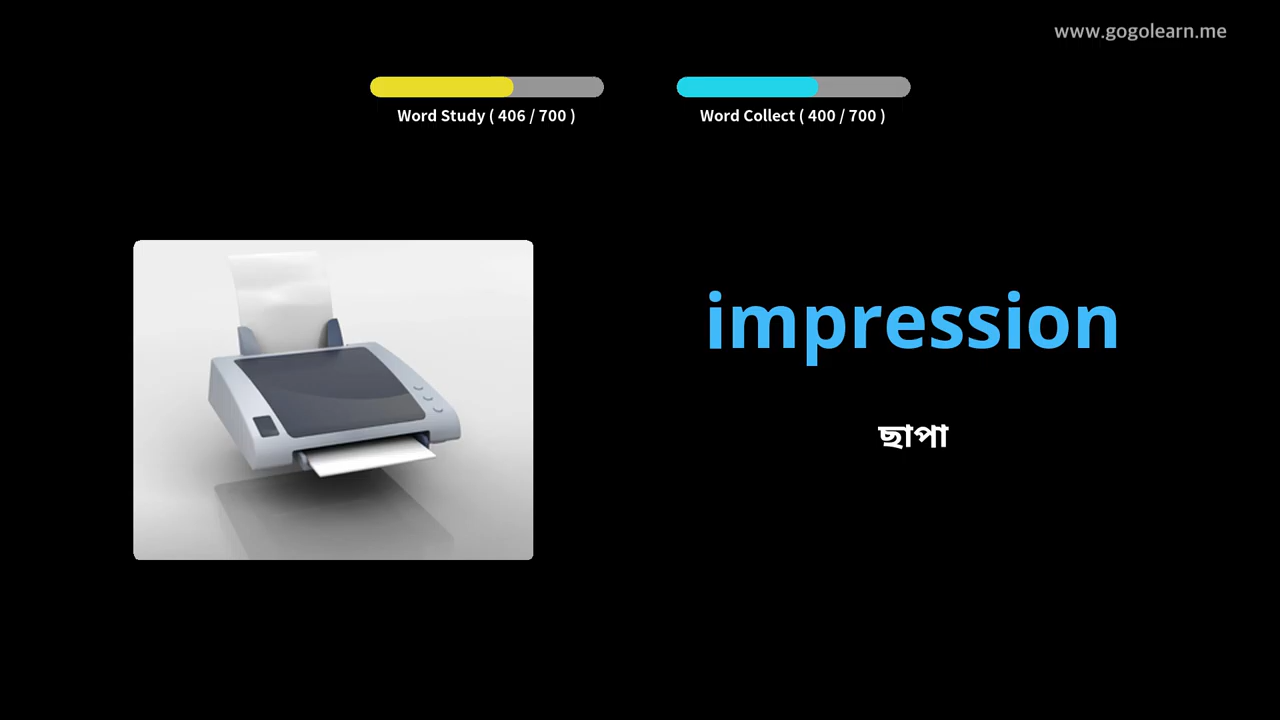 www.gogolearn.me
Word Study ( 406 / 700 )
Word Collect ( 400 / 700 )
impression
ছাপা